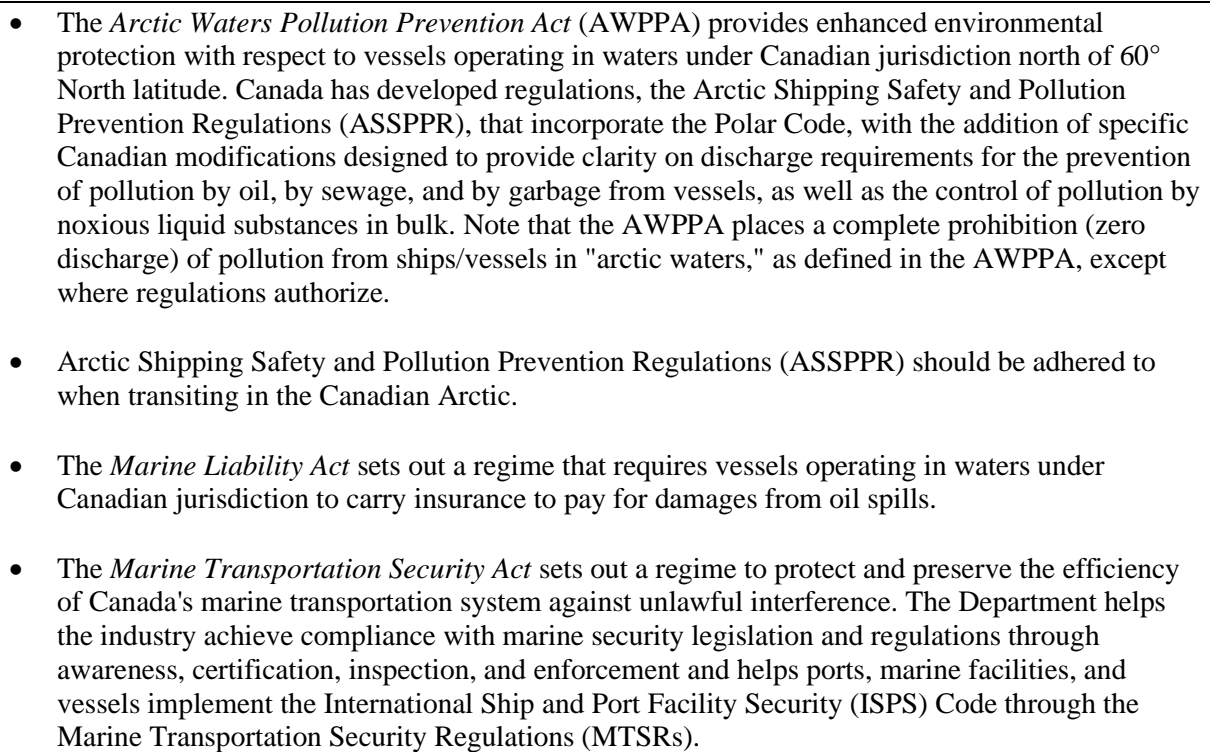 • The Arctic Waters Pollution Prevention Act (AWPPA) provides enhanced environmental
protection with respect to vessels operating in waters under Canadian jurisdiction north of 60°
North latitude. Canada has developed regulations, the Arctic Shipping Safety and Pollution
Prevention Regulations (ASSPPR), that incorporate the Polar Code, with the addition of specific
Canadian modifications designed to provide clarity on discharge requirements for the prevention
of pollution by oil, by sewage, and by garbage from vessels, as well as the control of pollution by
noxious liquid substances in bulk. Note that the AWPPA places a complete prohibition (zero
discharge) of pollution from ships/vessels in "arctic waters," as defined in the AWPPA, except
where regulations authorize.
• Arctic Shipping Safety and Pollution Prevention Regulations (ASSPPR) should be adhered to
when transiting in the Canadian Arctic.
• The Marine Liability Act sets out a regime that requires vessels operating in waters under
Canadian jurisdiction to carry insurance to pay for damages from oil spills.
• The Marine Transportation Security Act sets out a regime to protect and preserve the efficiency
of Canada's marine transportation system against unlawful interference. The Department helps
the industry achieve compliance with marine security legislation and regulations through
awareness, certification, inspection, and enforcement and helps ports, marine facilities, and
vessels implement the International Ship and Port Facility Security (ISPS) Code through the
Marine Transportation Security Regulations (MTSRs).